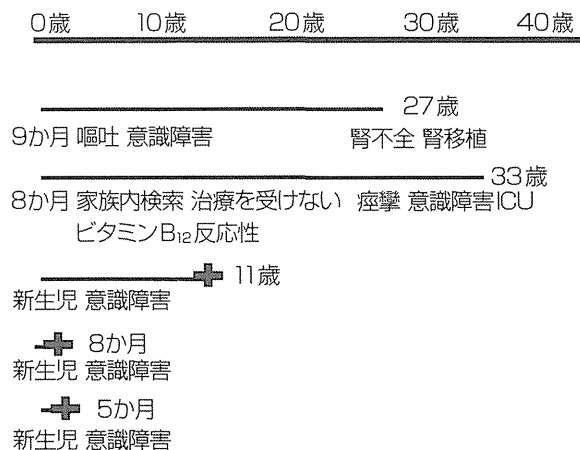 0歳 10歳 20歳 30歳 40歳
27歳
9か月 嘔吐 意識障害 腎不全 腎移植
33歳
8か月 家族内検索 治療を受けない 痙攣 意識障害ICU
ビタミンB₁₂反応性
11歳
新生児 意識障害
8か月
新生児 意識障害
5か月
新生児 意識障害